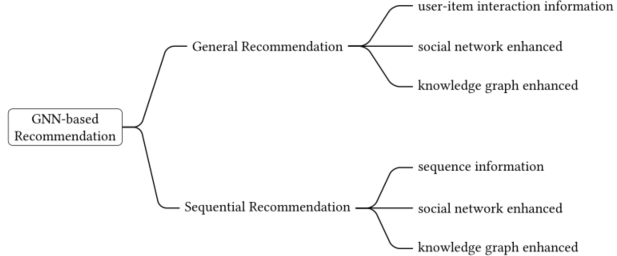 GNN-based
Recommendation
General Recommendation
user-item interaction information
social network enhanced
knowledge graph enhanced
Sequential Recommendation
sequence information
social network enhanced
knowledge graph enhanced